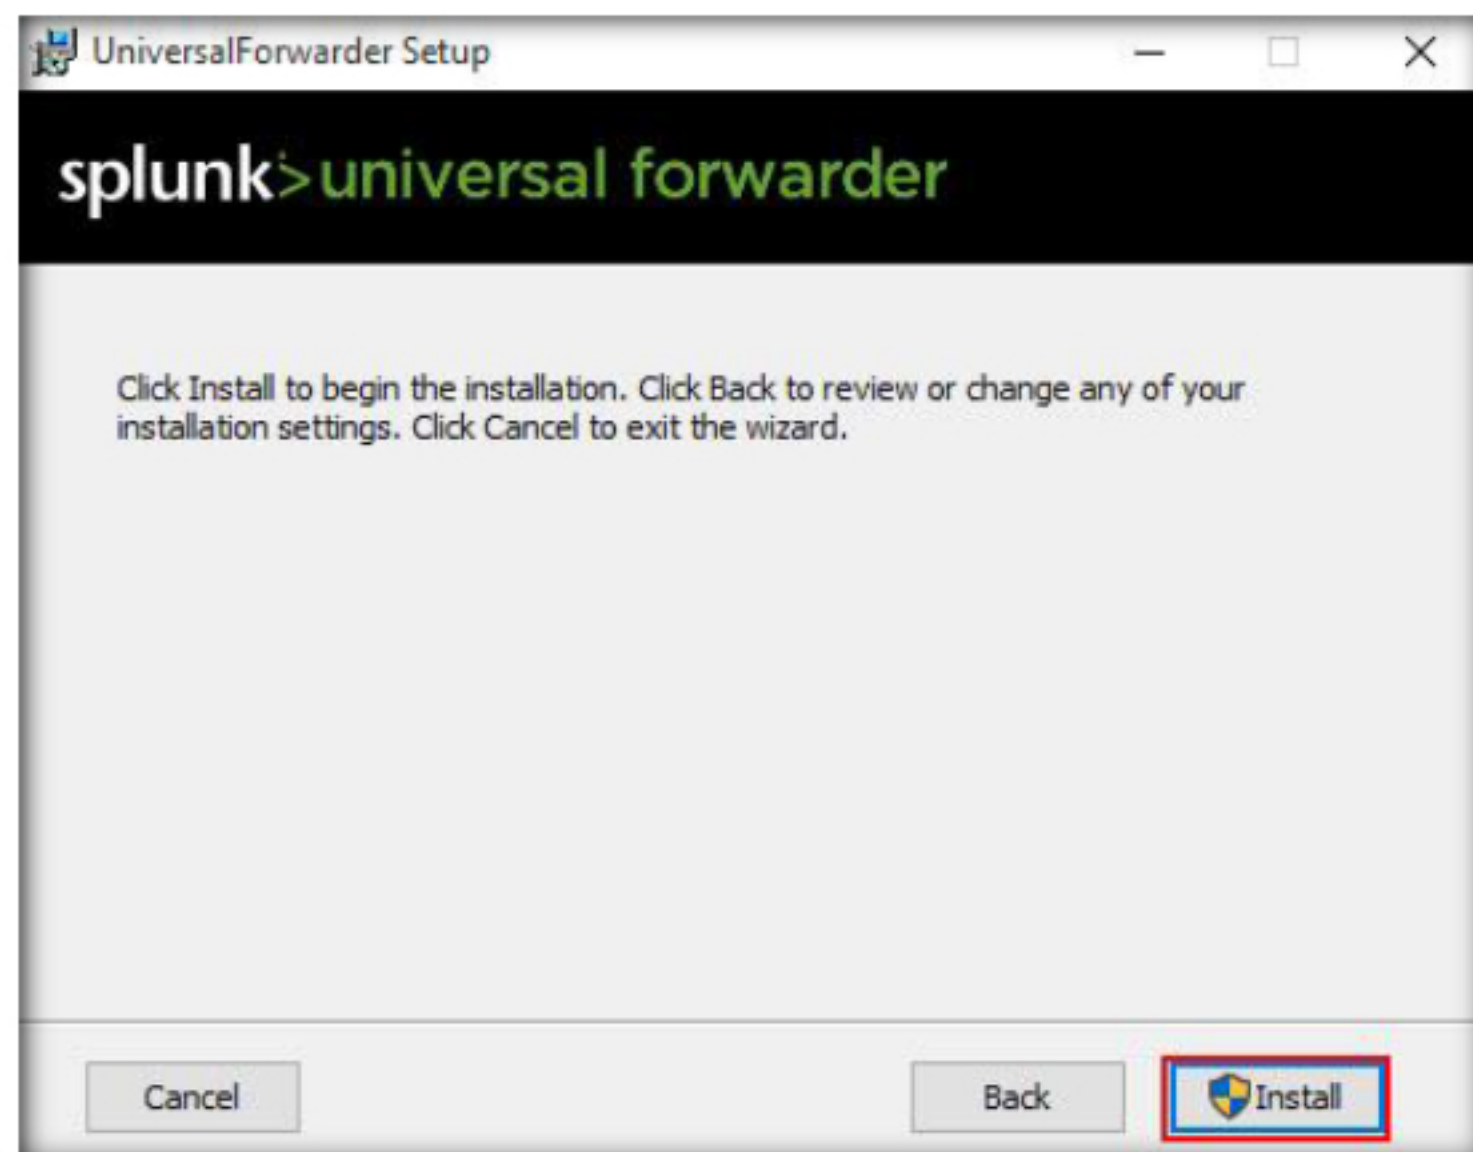 UniversalForwarder Setup
splunk>universal forwarder
Click Install to begin the installation. Click Back to review or change any of your
installation settings. Click Cancel to exit the wizard.
Cancel
Back
Install